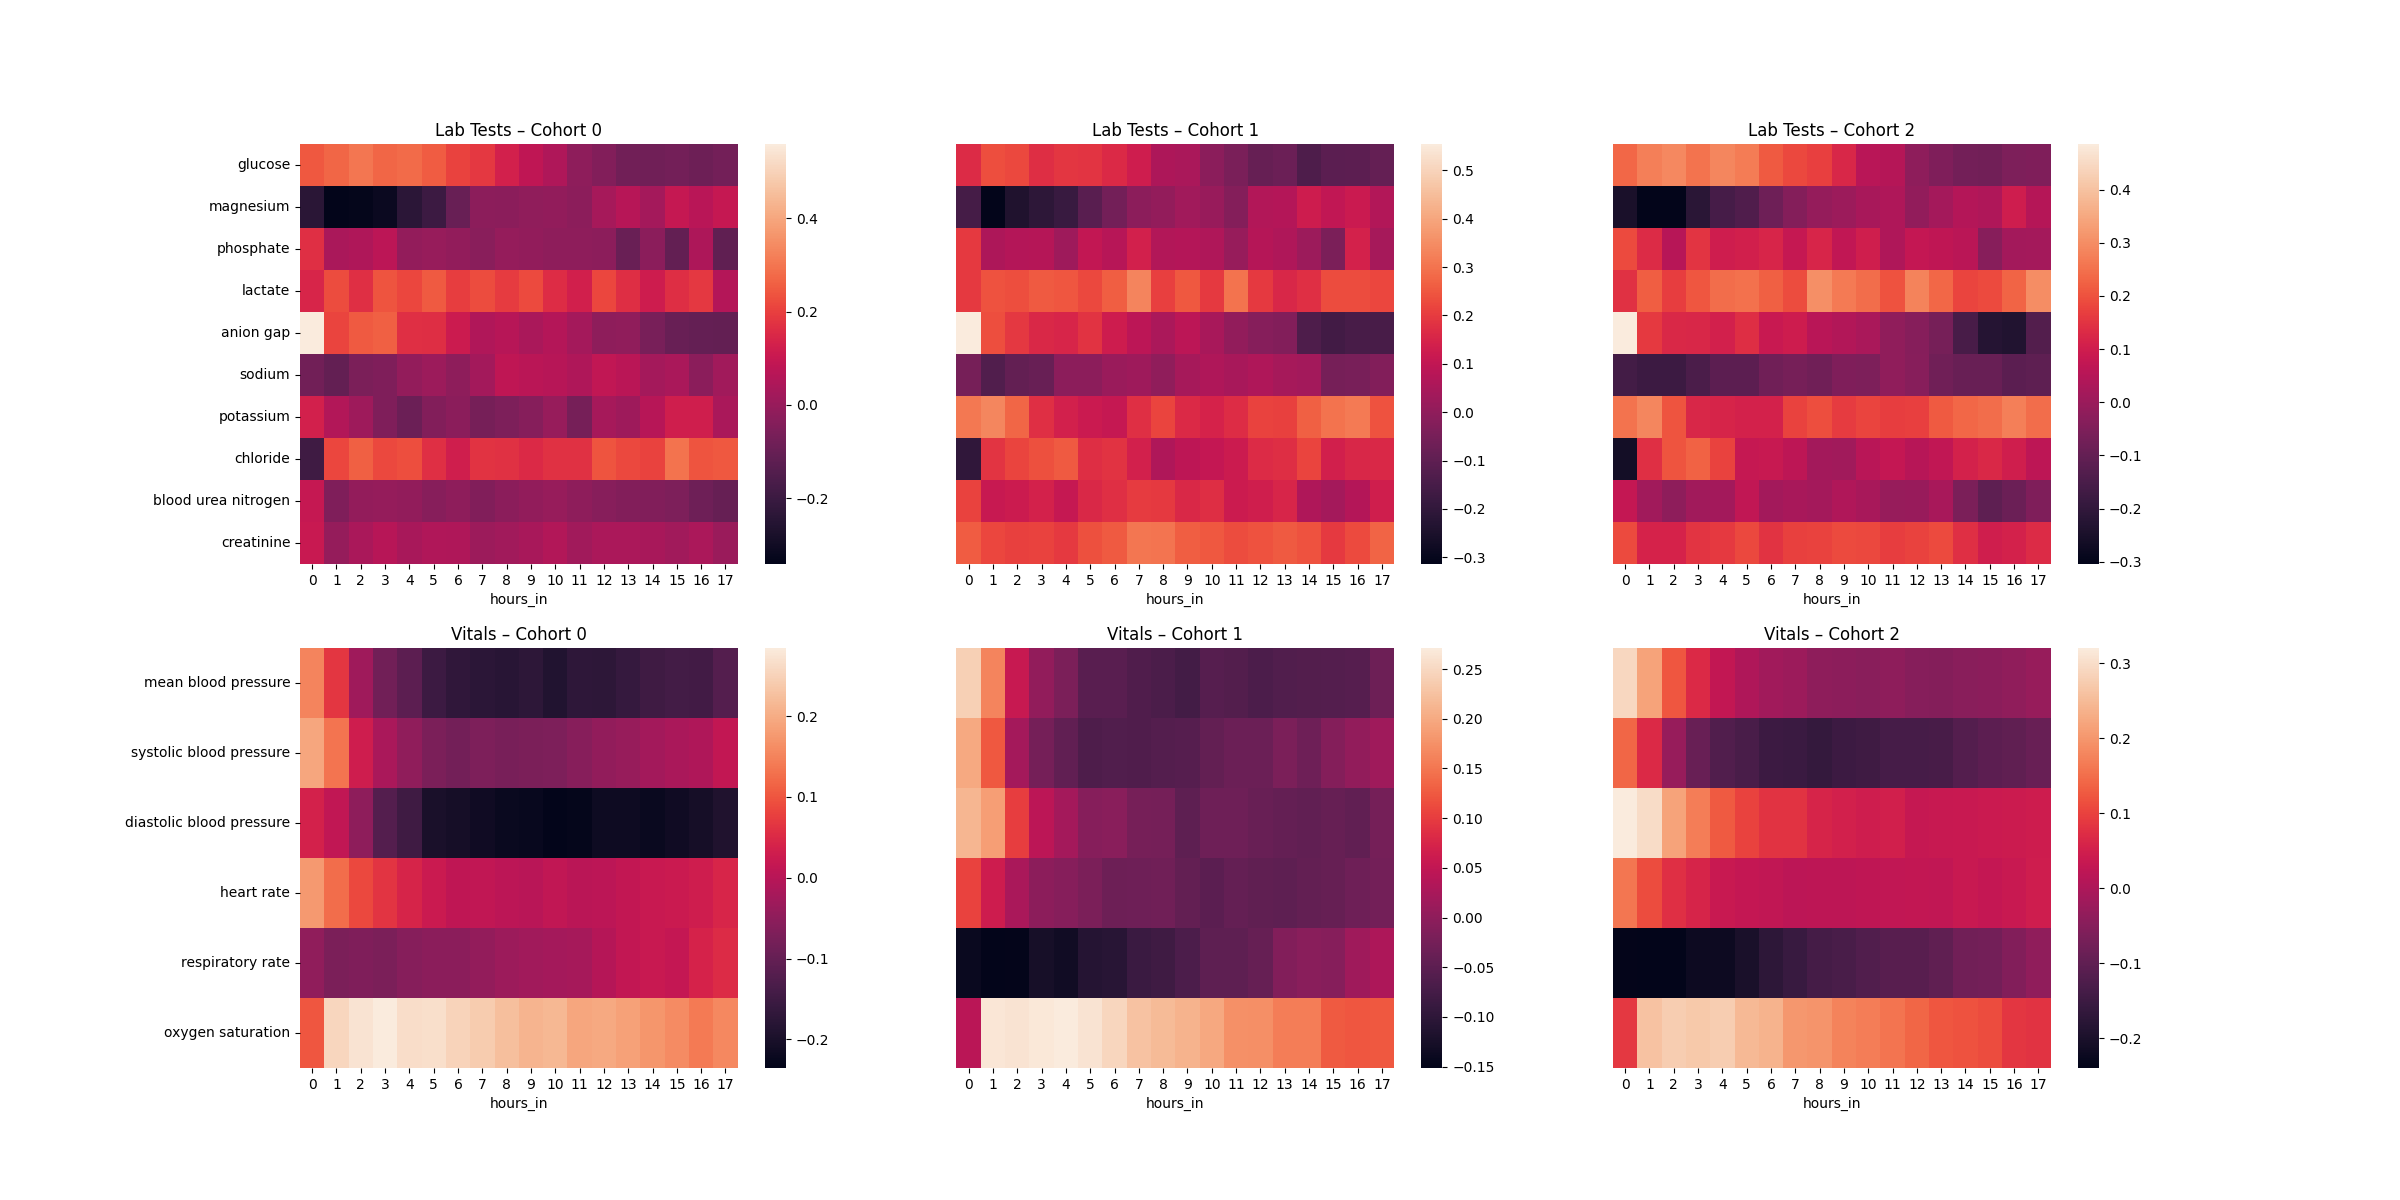 Lab Tests – Cohort 0
glucose
magnesium
phosphate
lactate
anion gap
sodium
potassium
chloride
blood urea nitrogen
creatinine
0 1 2 3 4 5 6 7 8 9 10 11 12 13 14 15 16 17
hours_in
0.4
0.2
0.0
−0.2
Lab Tests – Cohort 1
0 1 2 3 4 5 6 7 8 9 10 11 12 13 14 15 16 17
hours_in
0.5
0.4
0.3
0.2
0.1
0.0
−0.1
−0.2
−0.3
Lab Tests – Cohort 2
0 1 2 3 4 5 6 7 8 9 10 11 12 13 14 15 16 17
hours_in
0.4
0.3
0.2
0.1
0.0
−0.1
−0.2
−0.3
Vitals – Cohort 0
mean blood pressure
systolic blood pressure
diastolic blood pressure
heart rate
respiratory rate
oxygen saturation
0 1 2 3 4 5 6 7 8 9 10 11 12 13 14 15 16 17
hours_in
0.2
0.1
0.0
−0.1
−0.2
Vitals – Cohort 1
0 1 2 3 4 5 6 7 8 9 10 11 12 13 14 15 16 17
hours_in
0.25
0.20
0.15
0.10
0.05
0.00
−0.05
−0.10
−0.15
Vitals – Cohort 2
0 1 2 3 4 5 6 7 8 9 10 11 12 13 14 15 16 17
hours_in
0.3
0.2
0.1
0.0
−0.1
−0.2